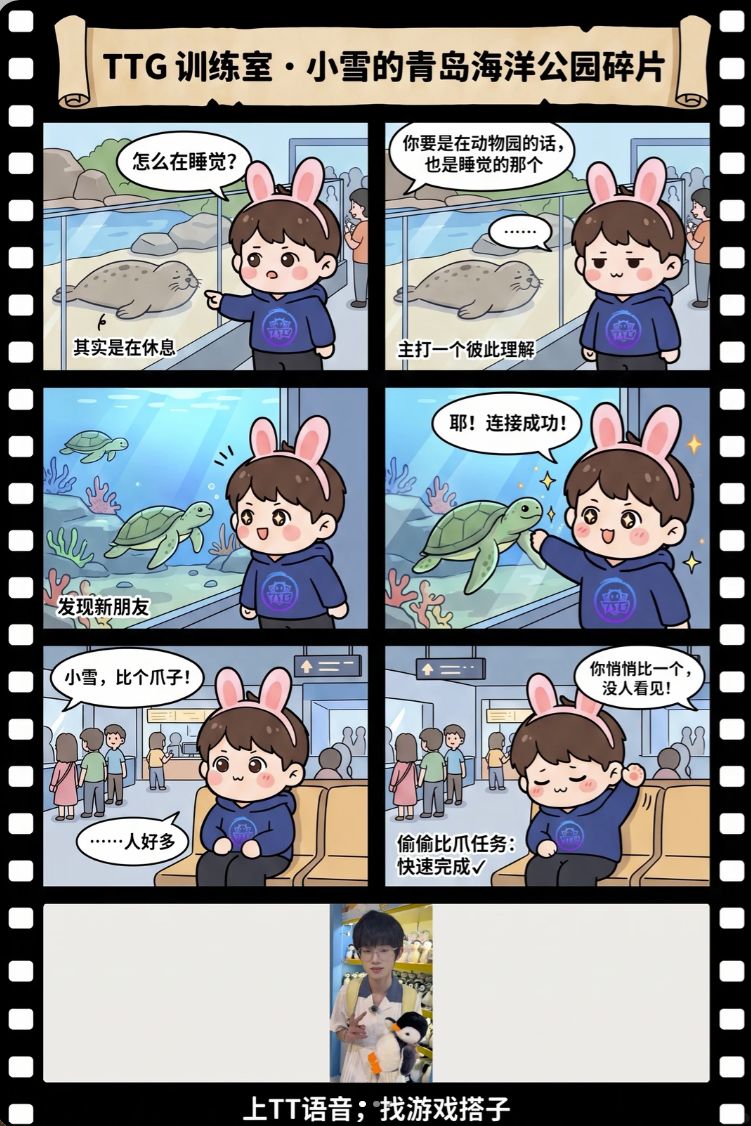 TTG 训练室·小雪的青岛海洋公园碎片
怎么在睡觉？
其实是在休息
你要是在动物园的话，
也是睡觉的那个
……
主打一个彼此理解
发现新朋友
耶！连接成功！
小雪，比个爪子！
……人好多
你悄悄比一个，
没人看见！
偷偷比爪任务：
快速完成✓
上TT语音；找游戏搭子